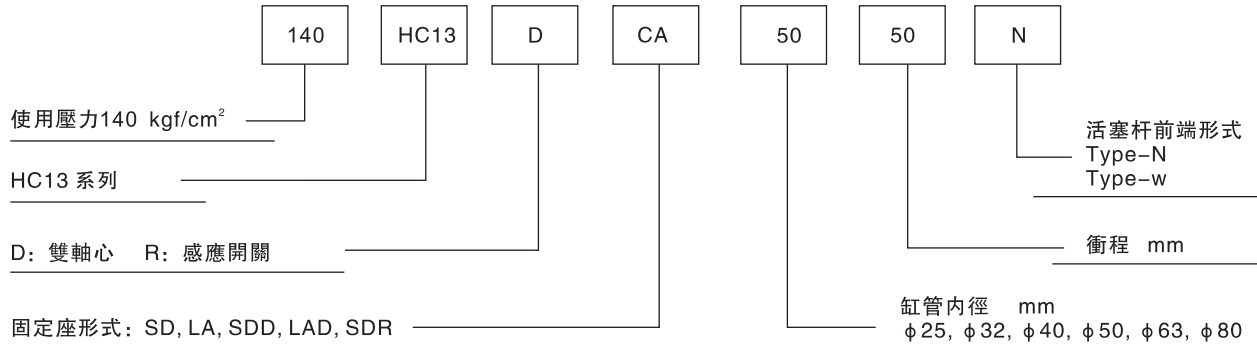 140 HC13 D CA 50 50 N
使用壓力140 kgf/cm²
活塞杆前端形式
Type-N
Type-w
HC13 系列
D: 雙軸心 R: 感應開關
衝程 mm
固定座形式: SD, LA, SDD, LAD, SDR
缸管内徑 mm
φ25, φ32, φ40, φ50, φ63, φ80